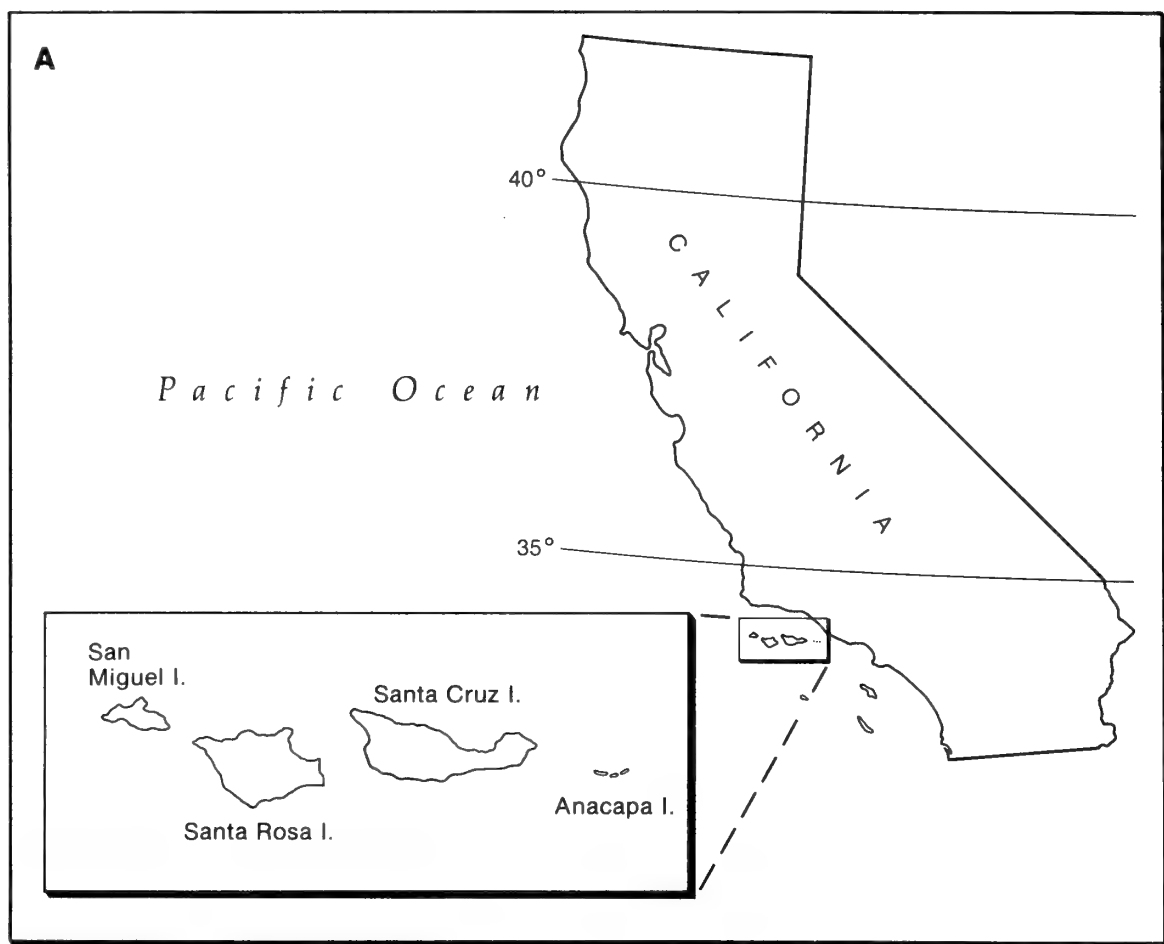 A
40°
CALIFORNIA
Pacific Ocean
35°
San
Miguel I.
Santa Cruz I.
Santa Rosa I.
Anacapa I.